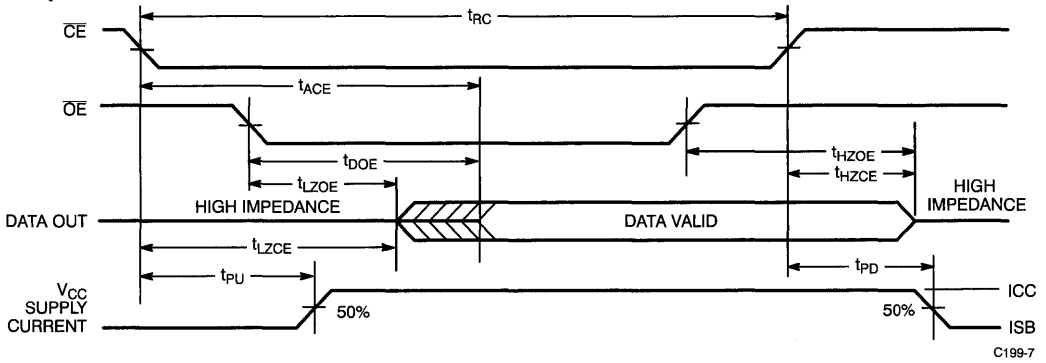 tRC
CE
tACE
OE
tDOE
tHZOE
tLZOE
tHZCE
HIGH IMPEDANCE
HIGH
IMPEDANCE
DATA OUT
DATA VALID
tLZCE
tPU
tPD
VCC
SUPPLY
CURRENT
50%
50%
ICC
ISB
C199-7